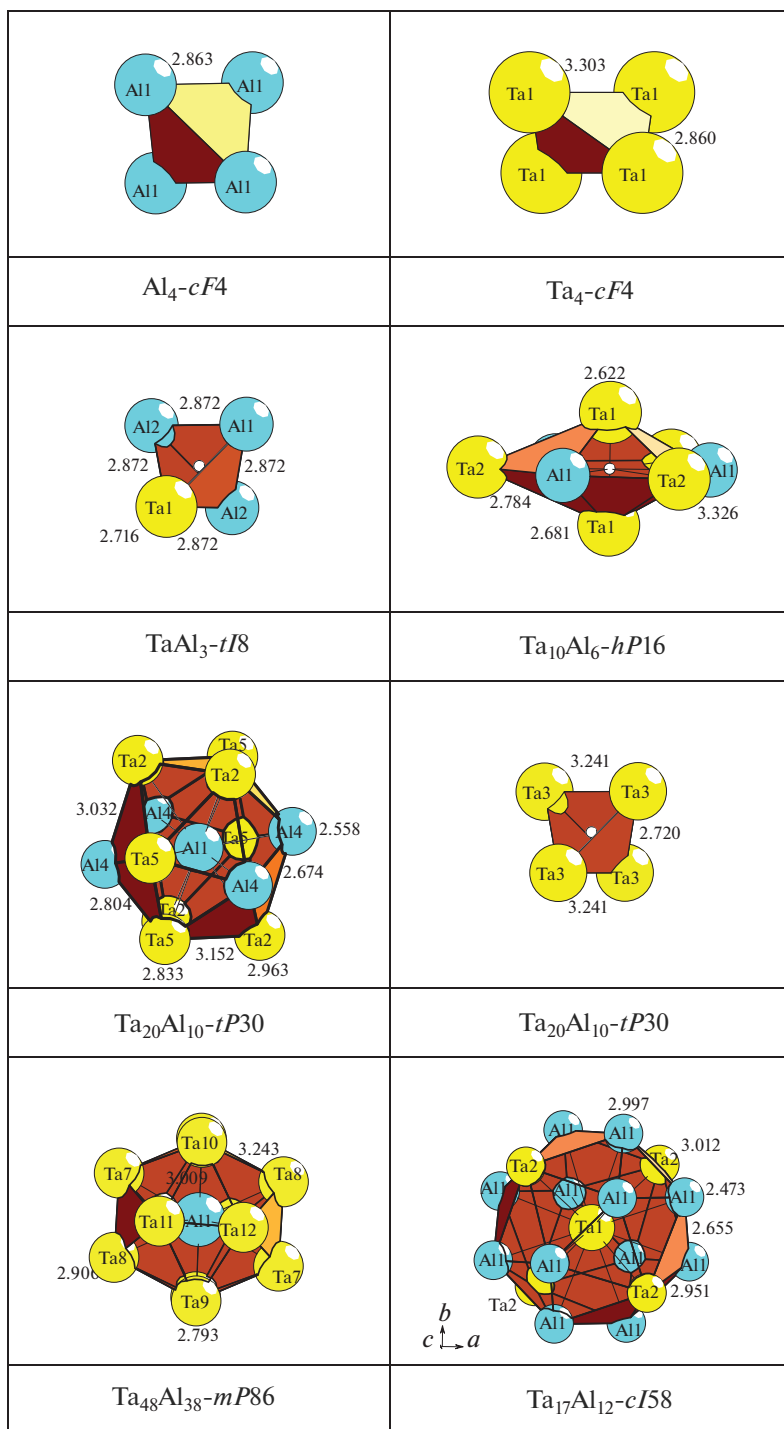 2.863
Al1 Al1
Al1 Al1
3.303
Ta1 Ta1
2.860
Ta1 Ta1
Al4-cF4
Ta4-cF4
2.872
Al2 Al1
2.872 2.872
Ta1 Al2
2.716
2.872
2.622
Ta1
Ta2 Al1 Ta2 Al1
2.784 3.326
2.681 Ta1
TaAl3-tI8
Ta10Al6-hP16
Ta5
Ta2 Ta2
3.032 Al4
Al1 Ta5 Al4 2.558
Al4 Ta5 2.674
2.804 Al4
Ta2
Ta5 Ta2
3.152
2.833 2.963
3.241
Ta3 Ta3
2.720
Ta3 Ta3
3.241
Ta20Al10-tP30
Ta20Al10-tP30
Ta10 3.243
Ta7 3.009 Ta8
Ta11 Al1 Ta12
Ta8
2.906 Ta7
Ta9
2.793
2.997
Al1 Al1 3.012
Ta2 Ta2
Al1 Al1 Al1 Al1 2.473
Ta1 2.655
Al1 Al1 Al1 Al1
2.951
Ta2 Ta2
b
c a
Al1 Al1
Ta48Al38-mP86
Ta17Al12-cI58